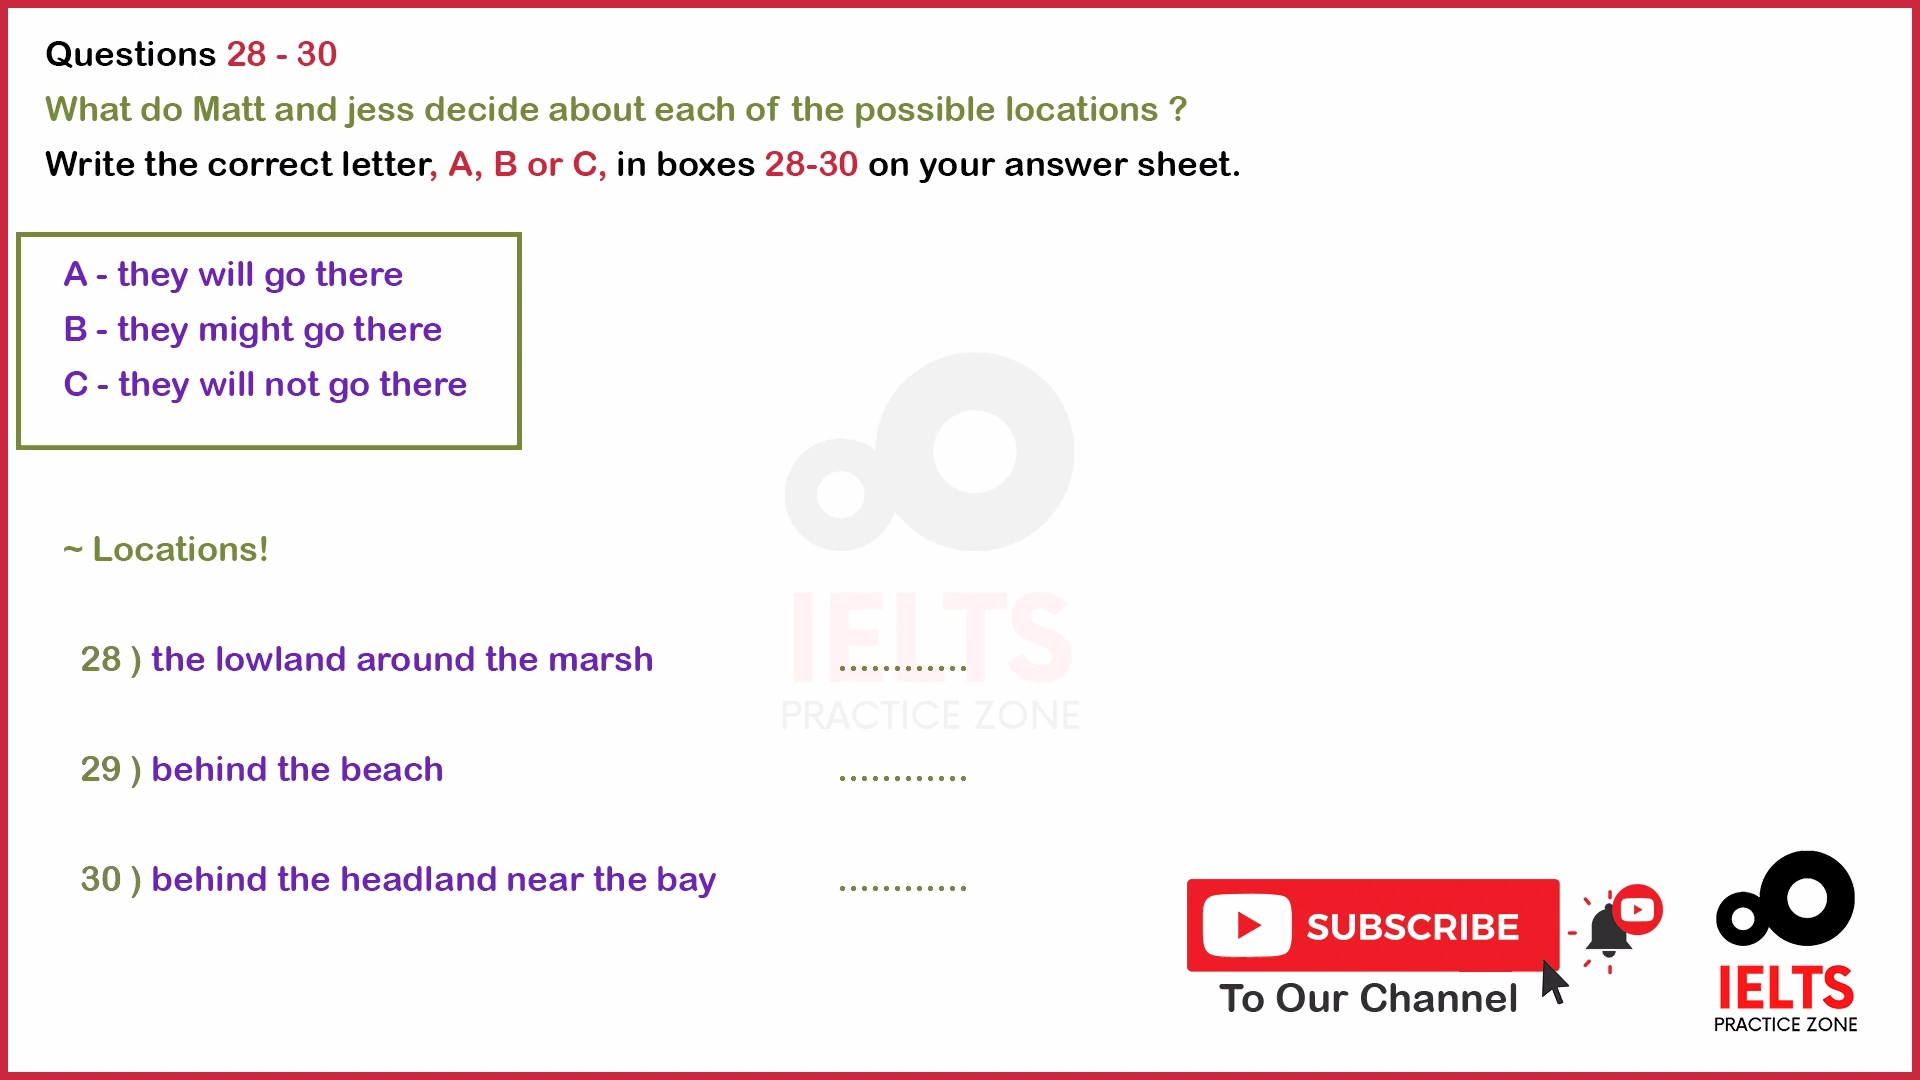 Questions 28 - 30
What do Matt and jess decide about each of the possible locations ?
Write the correct letter, A, B or C, in boxes 28-30 on your answer sheet.
A - they will go there
B - they might go there
C - they will not go there
~ Locations!
28 ) the lowland around the marsh ............
29 ) behind the beach ............
30 ) behind the headland near the bay ............
IELTS
PRACTICE ZONE
SUBSCRIBE
To Our Channel
IELTS
PRACTICE ZONE